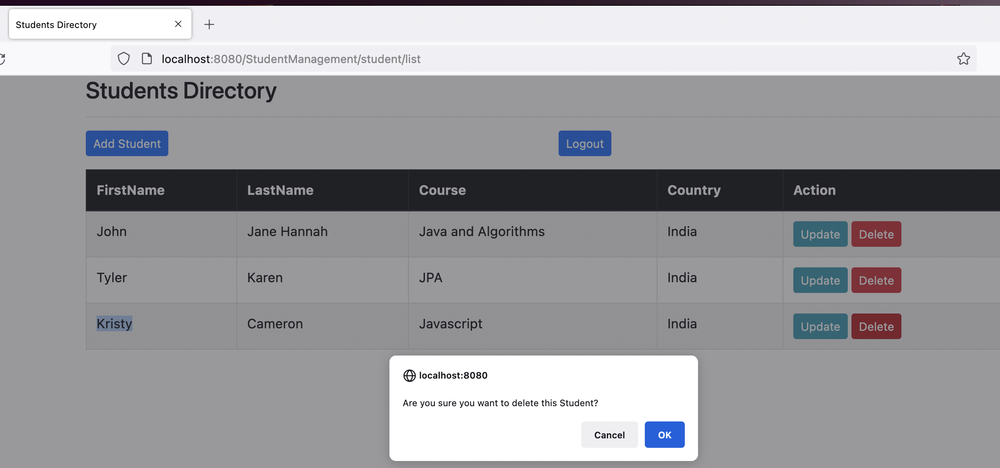 Students Directory
localhost:8080/StudentManagement/student/list
Students Directory
Add Student Logout
FirstName LastName Course Country Action
John Jane Hannah Java and Algorithms India Update Delete
Tyler Karen JPA India Update Delete
Kristy Cameron Javascript India Update Delete
localhost:8080
Are you sure you want to delete this Student?
Cancel OK